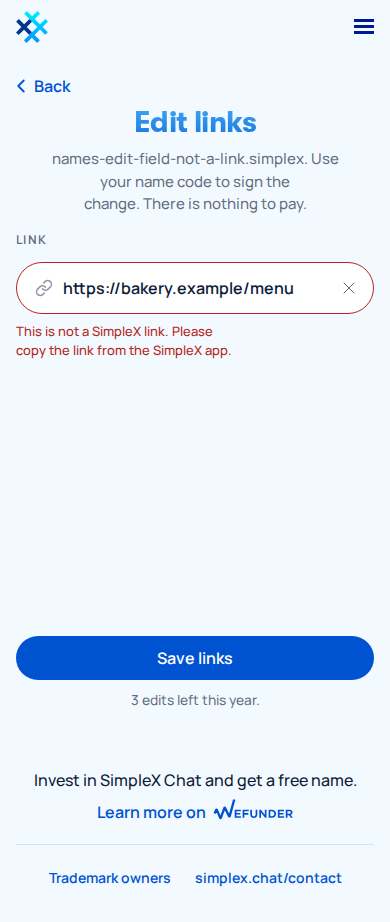 Back
Edit links
names-edit-field-not-a-link.simplex. Use
your name code to sign the
change. There is nothing to pay.
LINK
https://bakery.example/menu
This is not a SimpleX link. Please
copy the link from the SimpleX app.
Save links
3 edits left this year.
Invest in SimpleX Chat and get a free name.
Learn more on WEFUNDER
Trademark owners simplex.chat/contact